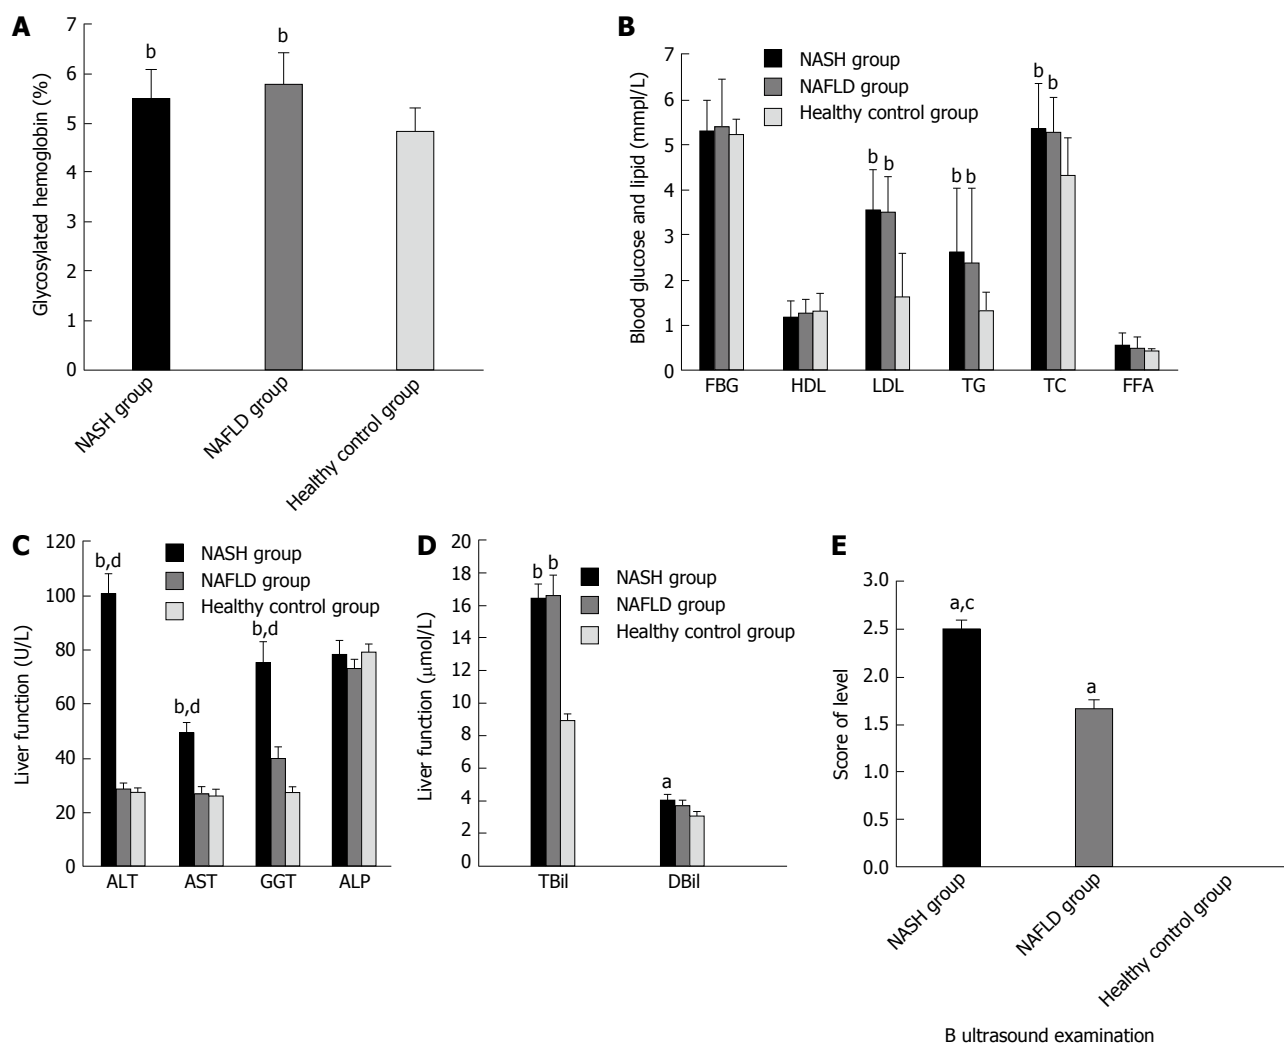 A
7
6
5
4
3
2
1
0
Glycosylated hemoglobin (%)
b
b
NASH group
NAFLD group
Healthy control group
B
7
6
5
4
3
2
1
0
Blood glucose and lipid (mmpl/L)
NASH group
NAFLD group
Healthy control group
b b
b b
b b
FBG HDL LDL TG TC FFA
C
120
100
80
60
40
20
0
Liver function (U/L)
NASH group
NAFLD group
Healthy control group
b,d
b,d
b,d
ALT AST GGT ALP
D
20
18
16
14
12
10
8
6
4
2
0
Liver function (μmol/L)
NASH group
NAFLD group
Healthy control group
b b
a
TBil DBil
E
3.0
2.5
2.0
1.5
1.0
0.5
0.0
Score of level
a,c
a
NASH group
NAFLD group
Healthy control group
B ultrasound examination